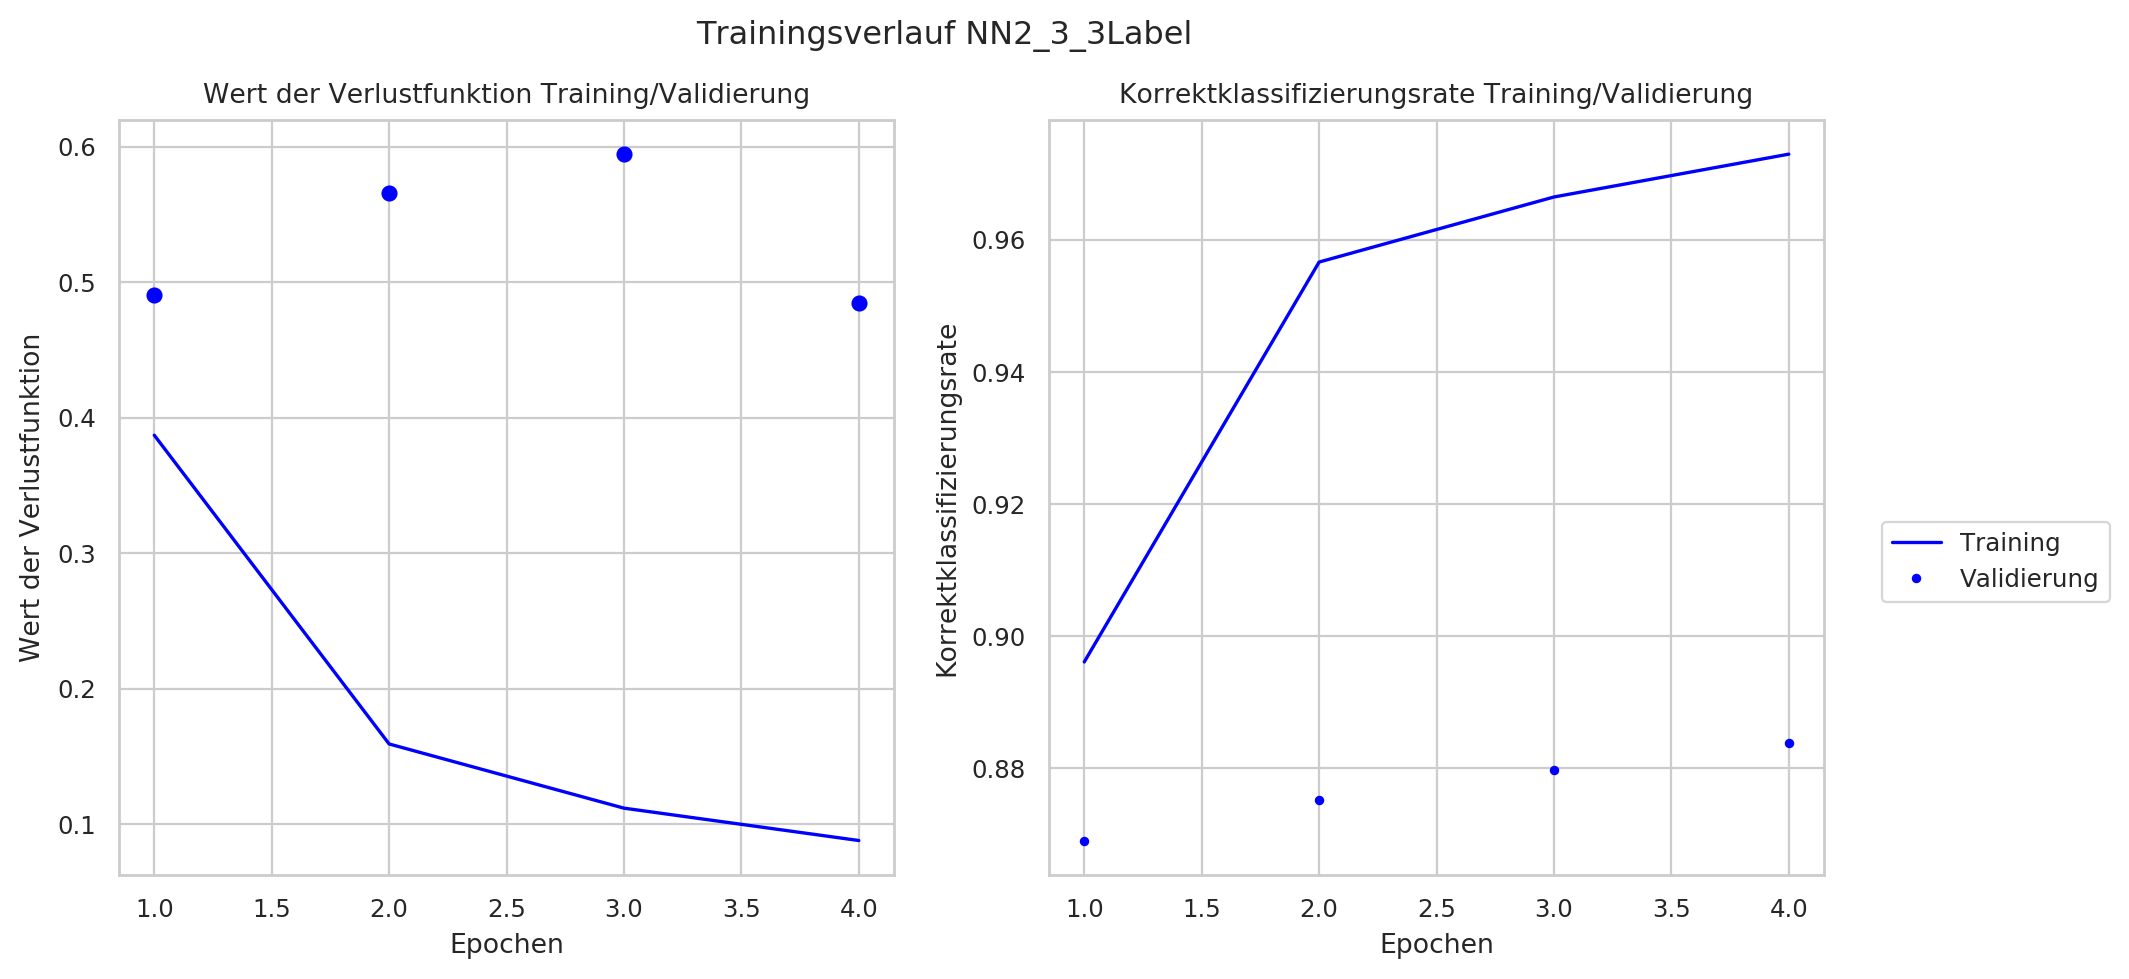 Trainingsverlauf NN2_3_3Label
Wert der Verlustfunktion Training/Validierung
Wert der Verlustfunktion
0.6
0.5
0.4
0.3
0.2
0.1
1.0 1.5 2.0 2.5 3.0 3.5 4.0
Epochen
Korrektklassifizierungsrate Training/Validierung
Korrektklassifizierungsrate
0.96
0.94
0.92
0.90
0.88
1.0 1.5 2.0 2.5 3.0 3.5 4.0
Epochen
Training
Validierung